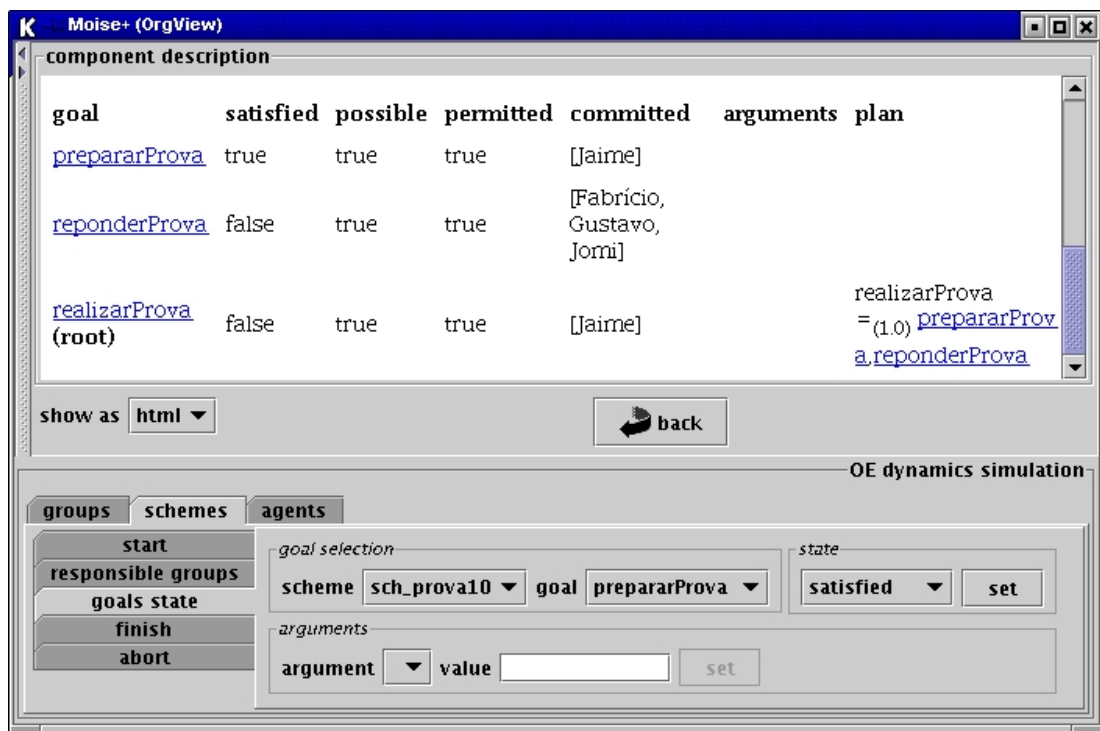 Moise+ (OrgView)
component description
goal satisfied possible permitted committed arguments plan
prepararProva true true true [Jaime]
reponderProva false true true [Fabrício,
Gustavo,
Jomi]
realizarProva
(root) false true true [Jaime]
realizarProva
=(1.0) prepararProv
a,reponderProva
show as html back
OE dynamics simulation
groups schemes agents
start
responsible groups
goals state
finish
abort
goal selection
scheme sch_prova10 goal prepararProva
state
satisfied set
arguments
argument value set